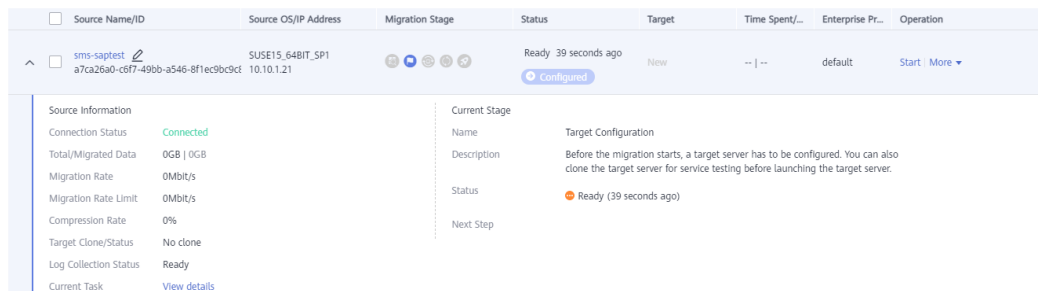 Source Name/ID Source OS/IP Address Migration Stage Status Target Time Spent/... Enterprise Pr... Operation
sms-saptest SUSE15_64BIT_SP1 Ready 39 seconds ago New -- | -- default Start | More
a7ca26a0-c6f7-49bb-a546-8f1ec9bc9c8 10.10.1.21 Configured
Source Information
Connection Status Connected
Total/Migrated Data 0GB | 0GB
Migration Rate 0Mbit/s
Migration Rate Limit 0Mbit/s
Compression Rate 0%
Target Clone/Status No clone
Log Collection Status Ready
Current Task View details
Current Stage
Name Target Configuration
Description Before the migration starts, a target server has to be configured. You can also
clone the target server for service testing before launching the target server.
Status Ready (39 seconds ago)
Next Step